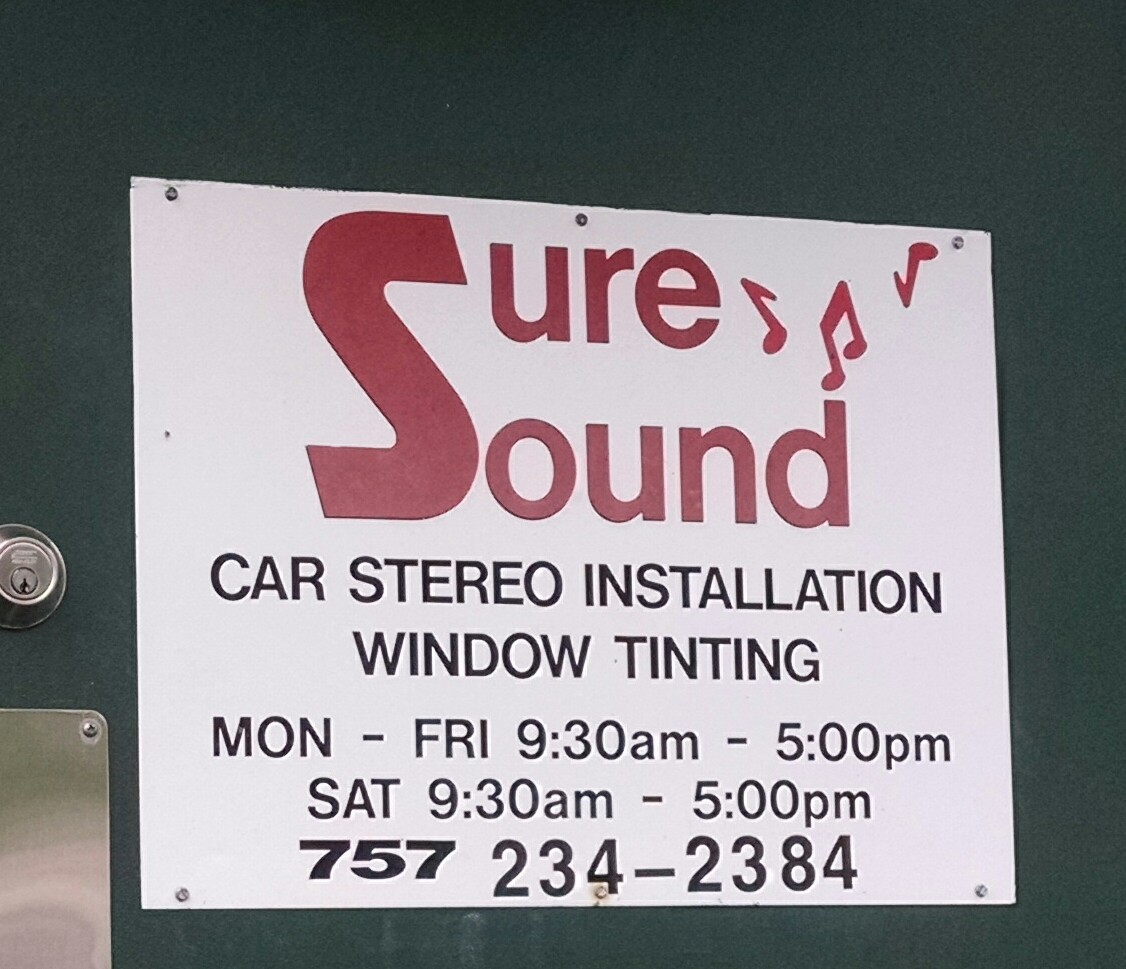 Sure
Sound
CAR STEREO INSTALLATION
WINDOW TINTING
MON - FRI 9:30am - 5:00pm
SAT 9:30am - 5:00pm
757 234-2384